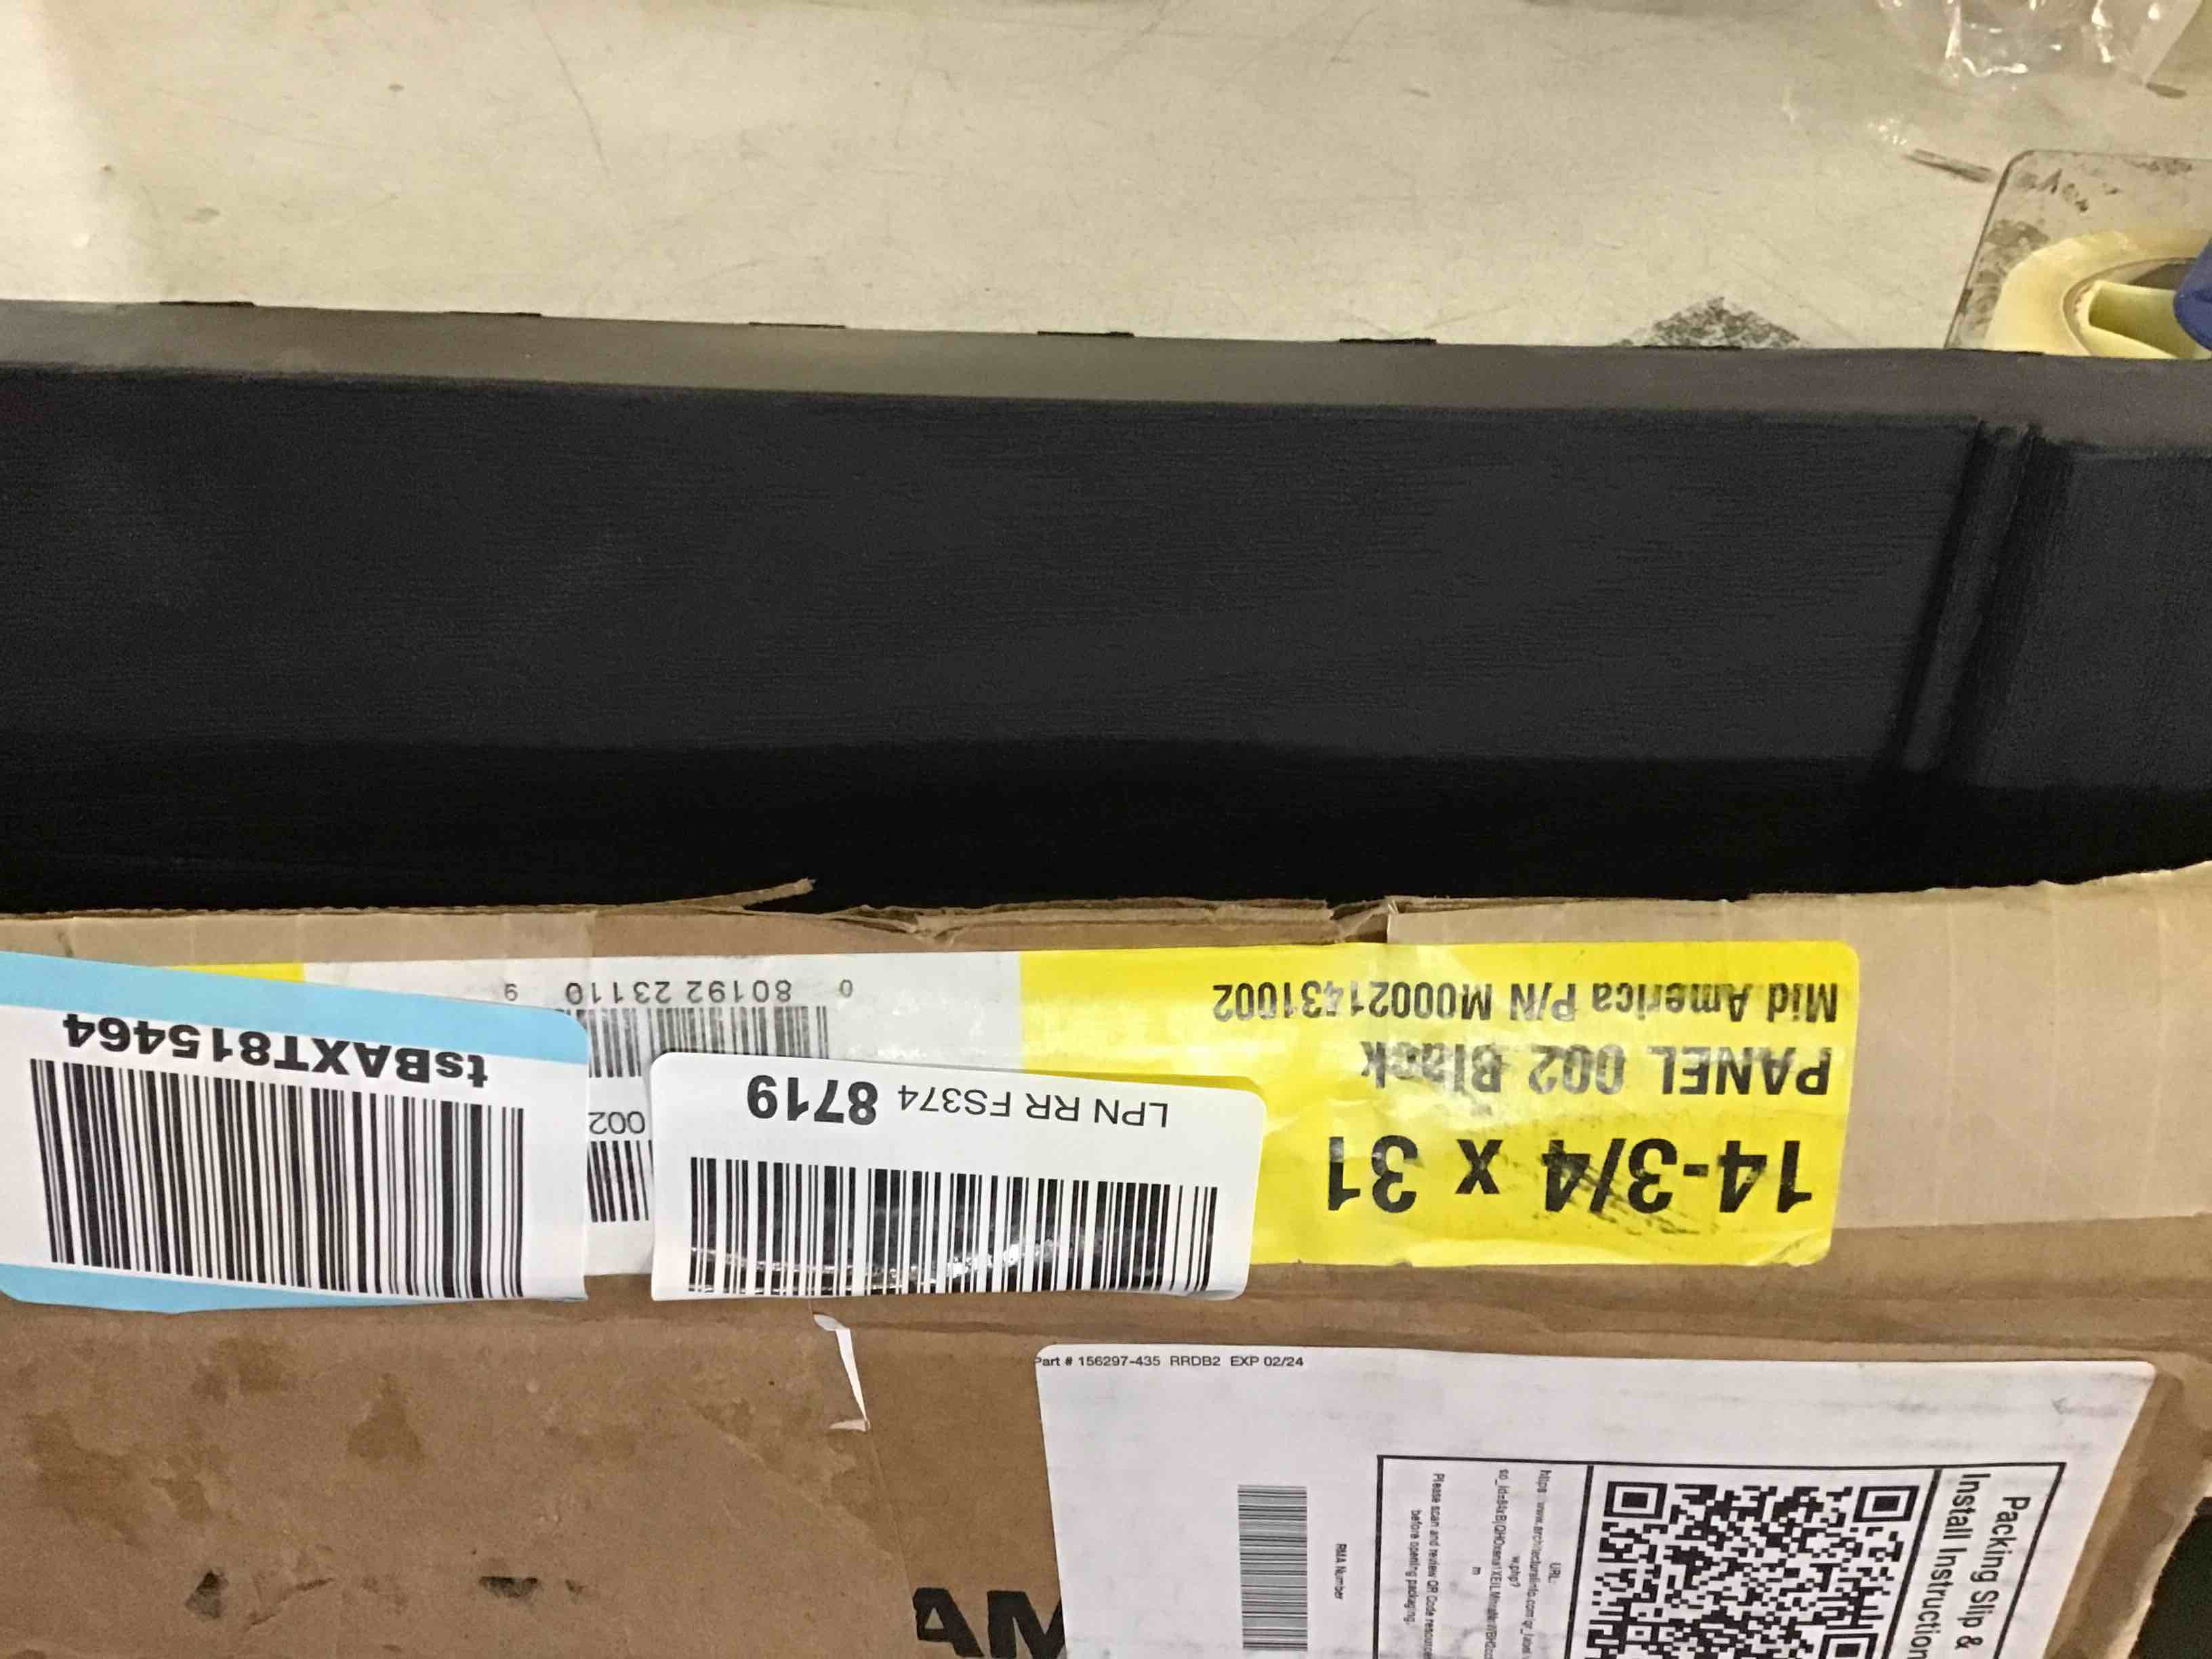 14-3/4 x 31
PANEL 002 Black
Mid America P/N M00021431002
LPN RR FS374 8719
002
0 80192 23110 9
tsBAXT815464
Part # 156297-435 RRDB2 EXP 02/24
Packing Slip &
Install Instruction
URL:
RMA Number
Please scan and review QR Code
before opening packaging.
AM